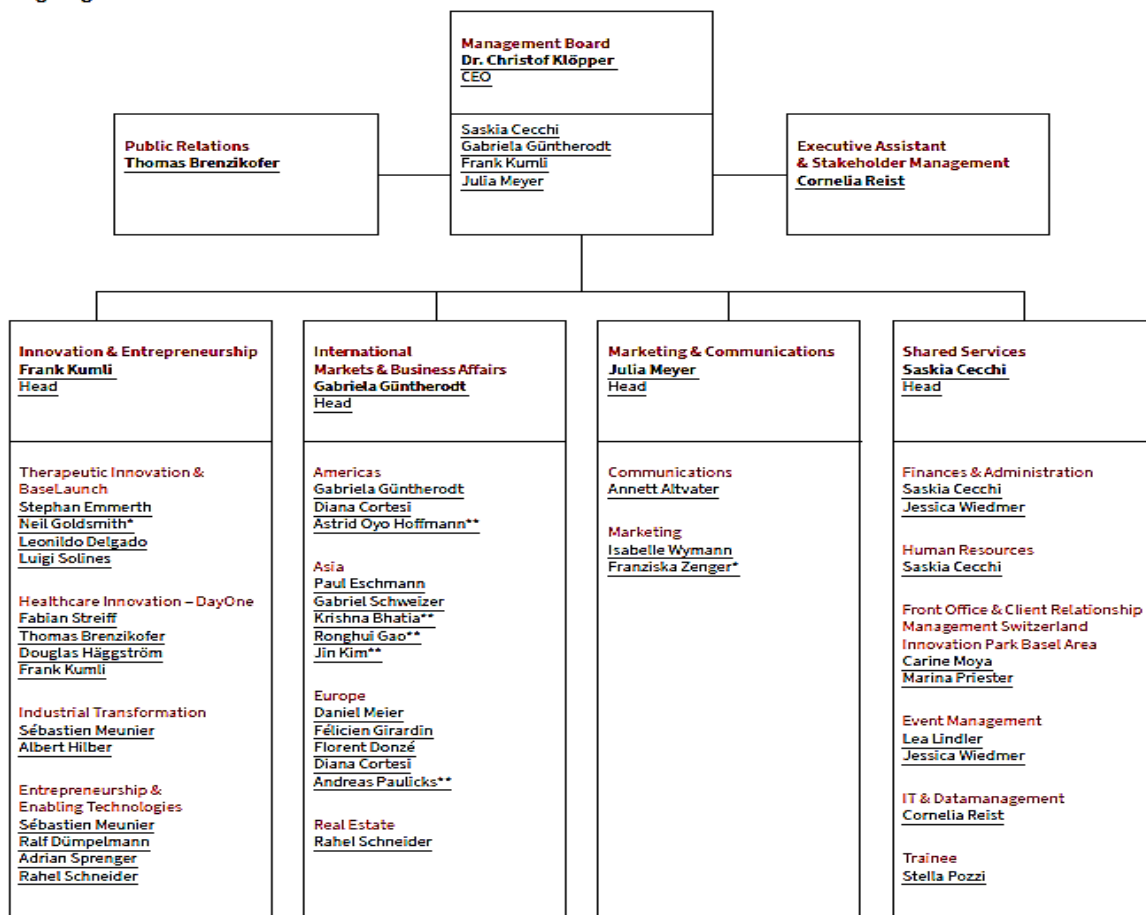 Management Board
Dr. Christof Klöpper
CEO
Saskia Cecchi
Gabriela Güntherodt
Frank Kumli
Julia Meyer
Public Relations
Thomas Brenzikofer
Executive Assistant
& Stakeholder Management
Cornelia Reist
Innovation & Entrepreneurship
Frank Kumli
Head
Therapeutic Innovation &
BaseLaunch
Stephan Emmerth
Neil Goldsmith*
Leonildo Delgado
Luigi Solines
Healthcare Innovation – DayOne
Fabian Streiff
Thomas Brenzikofer
Douglas Häggström
Frank Kumli
Industrial Transformation
Sébastien Meunier
Albert Hilber
Entrepreneurship &
Enabling Technologies
Sébastien Meunier
Ralf Dümpelmann
Adrian Sprenger
Rahel Schneider
International
Markets & Business Affairs
Gabriela Güntherodt
Head
Americas
Gabriela Güntherodt
Diana Cortesi
Astrid Oyo Hoffmann**
Asia
Paul Eschmann
Gabriel Schweizer
Krishna Bhatia**
Ronghui Gao**
Jin Kim**
Europe
Daniel Meier
Félicien Girardin
Florent Donzé
Diana Cortesi
Andreas Paulicks**
Real Estate
Rahel Schneider
Marketing & Communications
Julia Meyer
Head
Communications
Annett Altvater
Marketing
Isabelle Wymann
Franziska Zenger*
Shared Services
Saskia Cecchi
Head
Finances & Administration
Saskia Cecchi
Jessica Wiedmer
Human Resources
Saskia Cecchi
Front Office & Client Relationship
Management Switzerland
Innovation Park Basel Area
Carine Moya
Marina Priester
Event Management
Lea Lindler
Jessica Wiedmer
IT & Datamanagement
Cornelia Reist
Trainee
Stella Pozzi